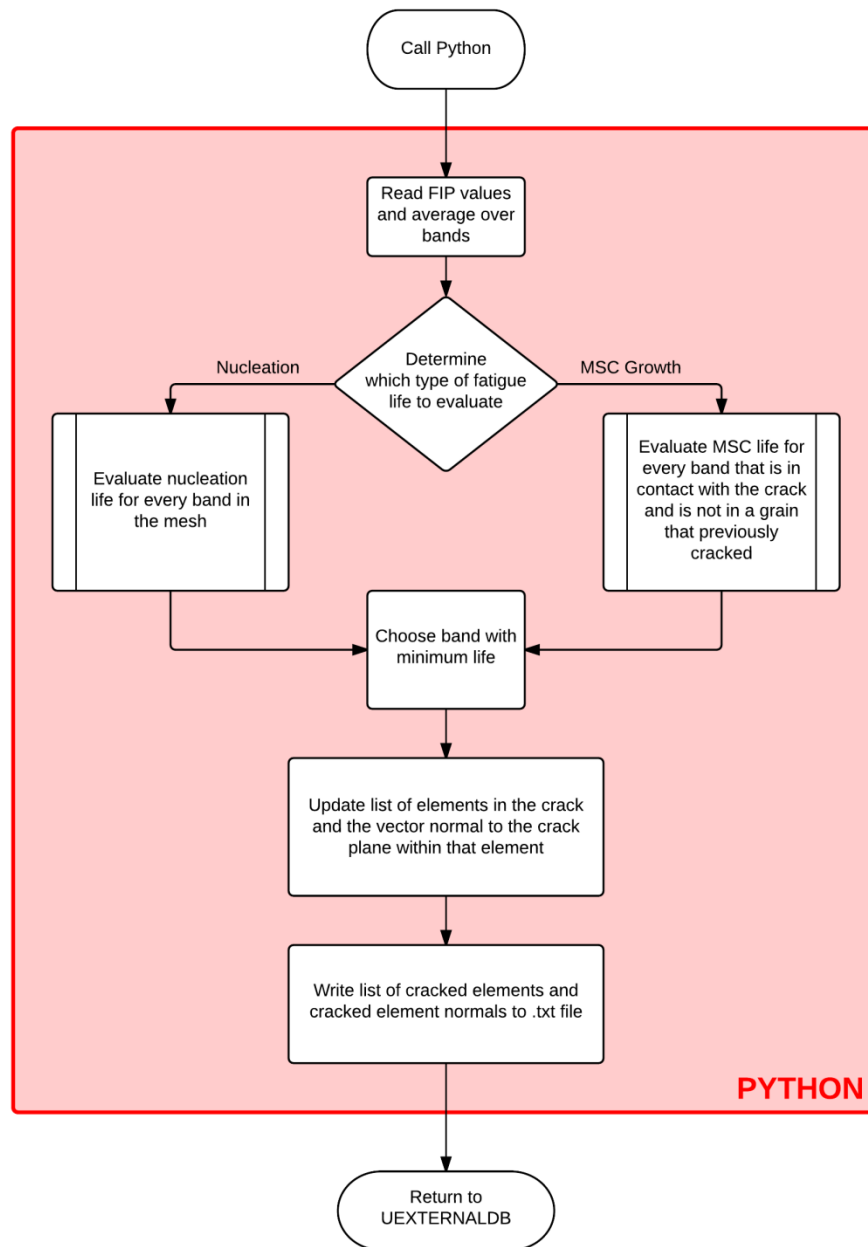 Call Python
Read FIP values
and average over
bands
Determine
which type of fatigue
life to evaluate
Nucleation
MSC Growth
Evaluate nucleation
life for every band in
the mesh
Evaluate MSC life for
every band that is in
contact with the crack
and is not in a grain
that previously
cracked
Choose band with
minimum life
Update list of elements in the crack
and the vector normal to the crack
plane within that element
Write list of cracked elements and
cracked element normals to .txt file
PYTHON
Return to
UEXTERNALDB